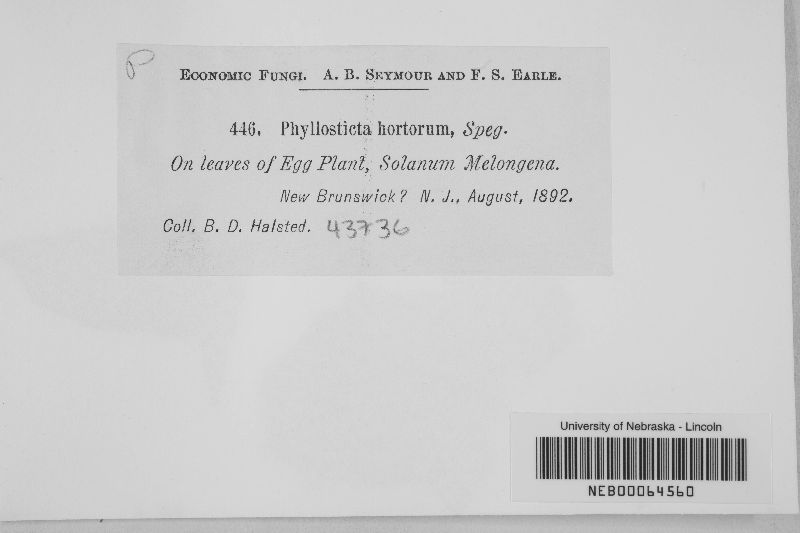 P
ECONOMIC FUNGI. A. B. SEYMOUR AND F. S. EARLE.
446. Phyllosticta hortorum, Speg.
On leaves of Egg Plant, Solanum Melongena.
New Brunswick? N. J., August, 1892.
Coll. B. D. Halsted. 43736
University of Nebraska - Lincoln
NEB00064560